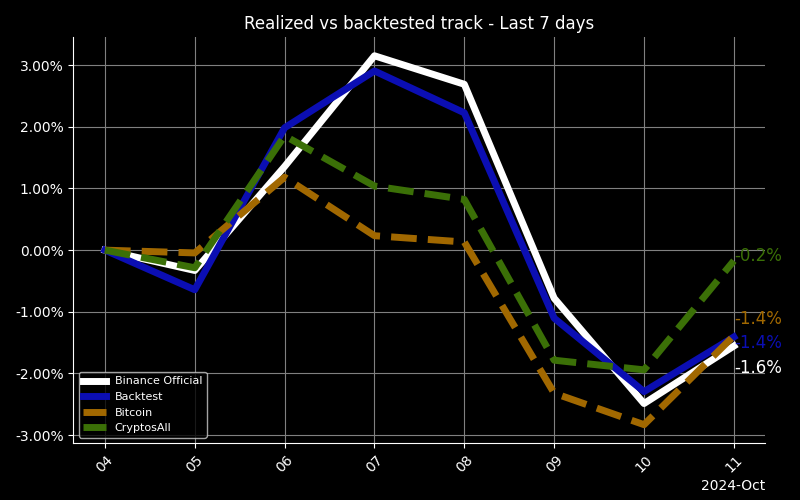 Realized vs backtested track - Last 7 days
3.00%
2.00%
1.00%
0.00%
-1.00%
-2.00%
-3.00%
-0.2%
-1.4%
-1.4%
-1.6%
Binance Official
Backtest
Bitcoin
CryptosAll
04 05 06 07 08 09 10 11
2024-Oct